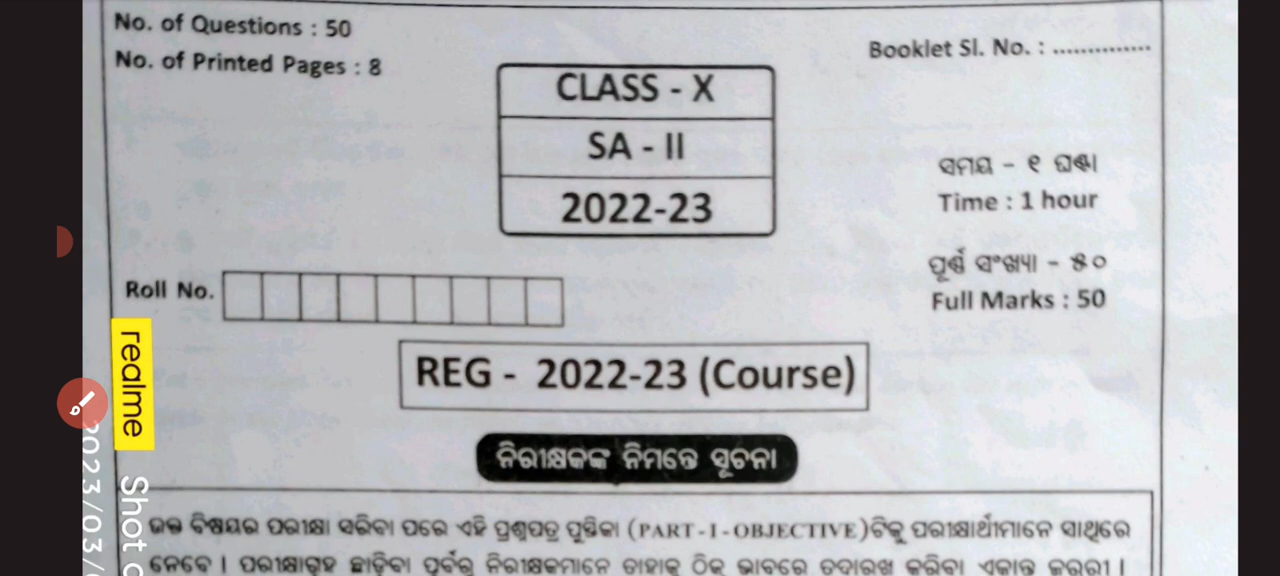 No. of Questions : 50
No. of Printed Pages : 8
Booklet Sl. No. : ..............
CLASS - X
SA - II
2022-23
ସମୟ - ୧ ଘଣ୍ଟା
Time : 1 hour
ପୂର୍ଣ୍ଣ ସଂଖ୍ୟା - ୫୦
Full Marks : 50
Roll No.
REG - 2022-23 (Course)
ନିରୀକ୍ଷକଙ୍କ ନିମନ୍ତେ ସୂଚନା
ଉକ୍ତ ବିଷୟର ପରୀକ୍ଷା ସରିବା ପରେ ଏହି ପ୍ରଶ୍ନପତ୍ର ପୁସ୍ତିକା (PART - I - OBJECTIVE) ଟିକୁ ପରୀକ୍ଷାର୍ଥୀମାନେ ସାଥିରେ
ନେବେ । ପରୀକ୍ଷାଗୃହ ଛାଡ଼ିବା ପୂର୍ବରୁ ନିରୀକ୍ଷକମାନେ ତାହାକୁ ଠିକ୍ ଭାବରେ ତଦାରଖ କରିବା ଏକାନ୍ତ ଜରୁରୀ ।
realme
Shot
2023/03/